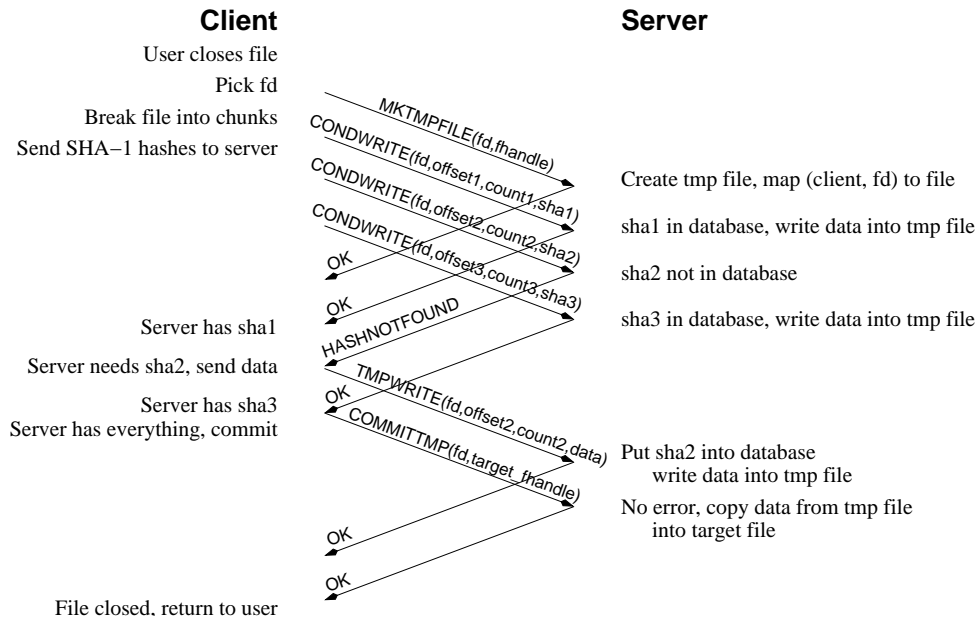 Client
Server
User closes file
Pick fd
MKTMPFILE(fd,fhandle)
Break file into chunks
CONDWRITE(fd,offset1,count1,sha1)
Send SHA−1 hashes to server
CONDWRITE(fd,offset2,count2,sha2)
Create tmp file, map (client, fd) to file
CONDWRITE(fd,offset3,count3,sha3)
sha1 in database, write data into tmp file
OK
sha2 not in database
OK
Server has sha1
sha3 in database, write data into tmp file
HASHNOTFOUND
Server needs sha2, send data
TMPWRITE(fd,offset2,count2,data)
OK
Server has sha3
Server has everything, commit
COMMITTMP(fd,target_fhandle)
Put sha2 into database
write data into tmp file
No error, copy data from tmp file
into target file
OK
OK
File closed, return to user